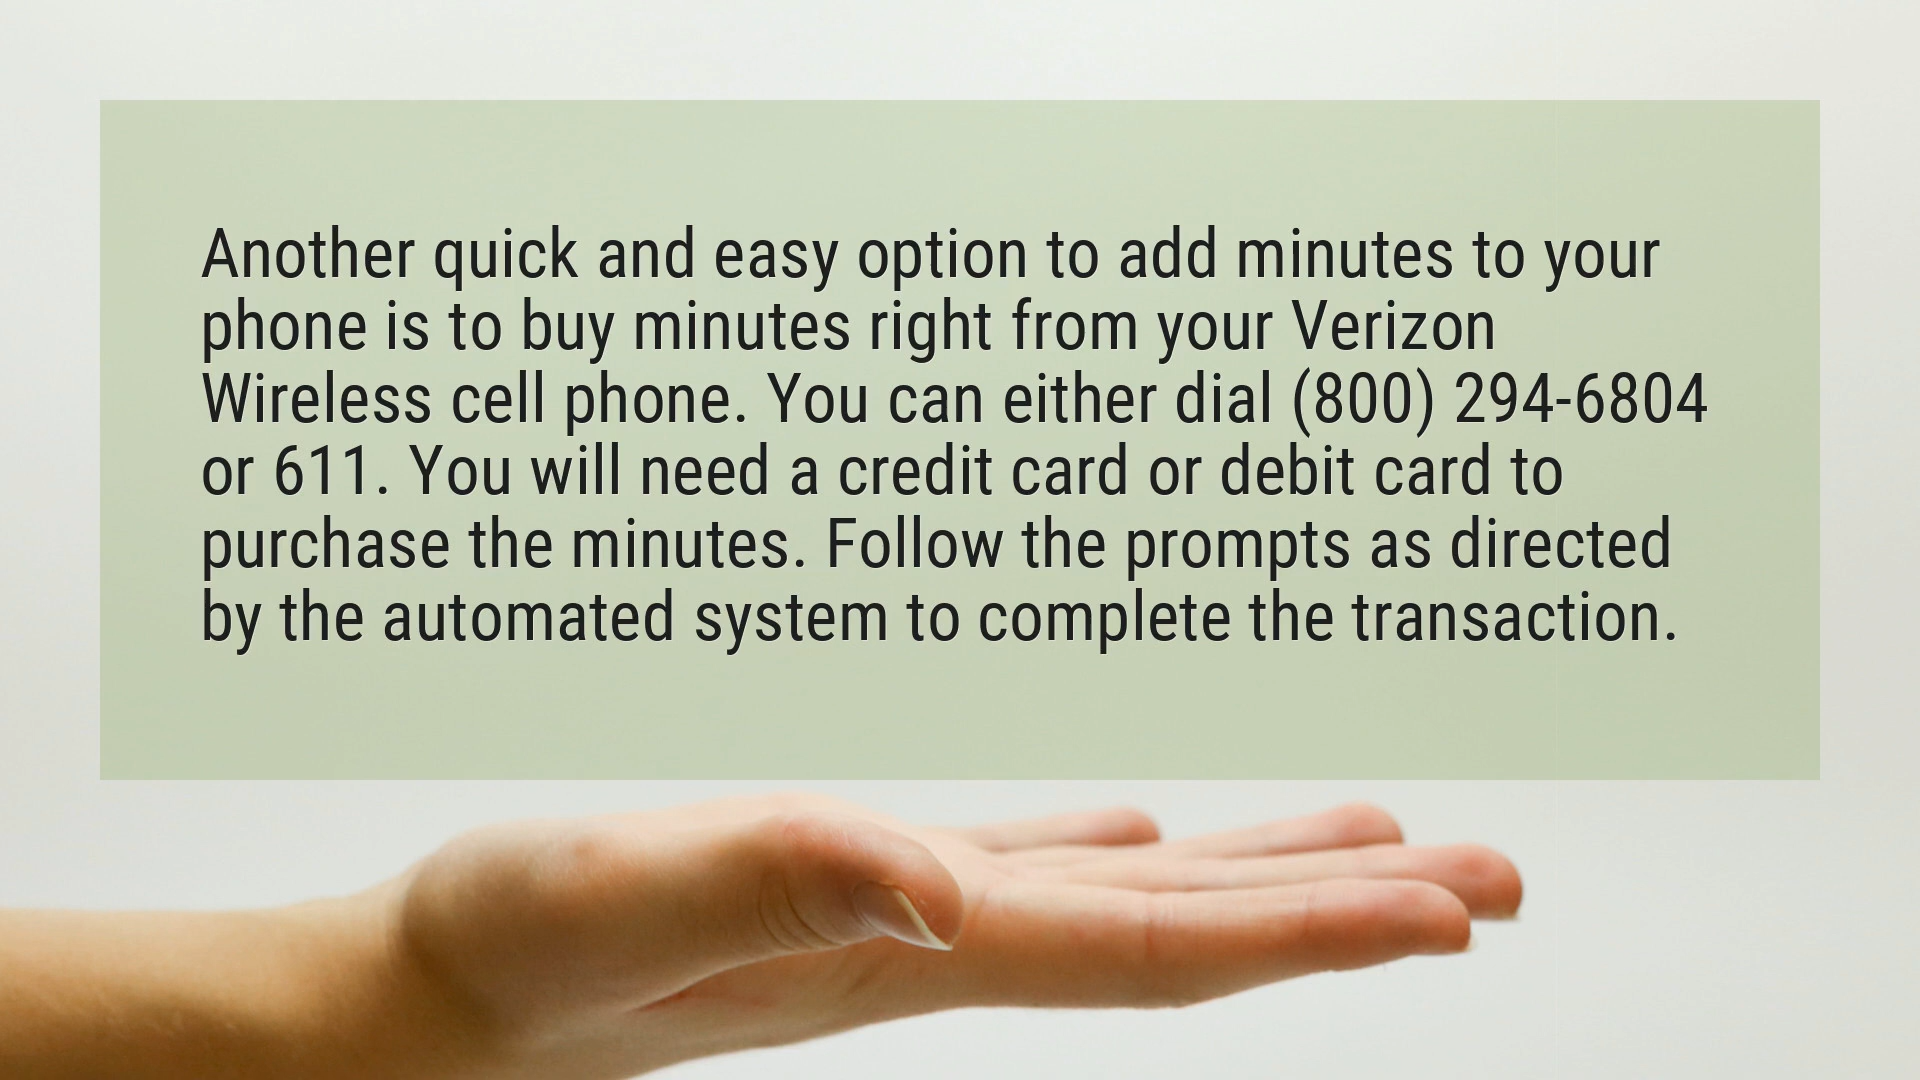 Another quick and easy option to add minutes to your
phone is to buy minutes right from your Verizon
Wireless cell phone. You can either dial (800) 294-6804
or 611. You will need a credit card or debit card to
purchase the minutes. Follow the prompts as directed
by the automated system to complete the transaction.